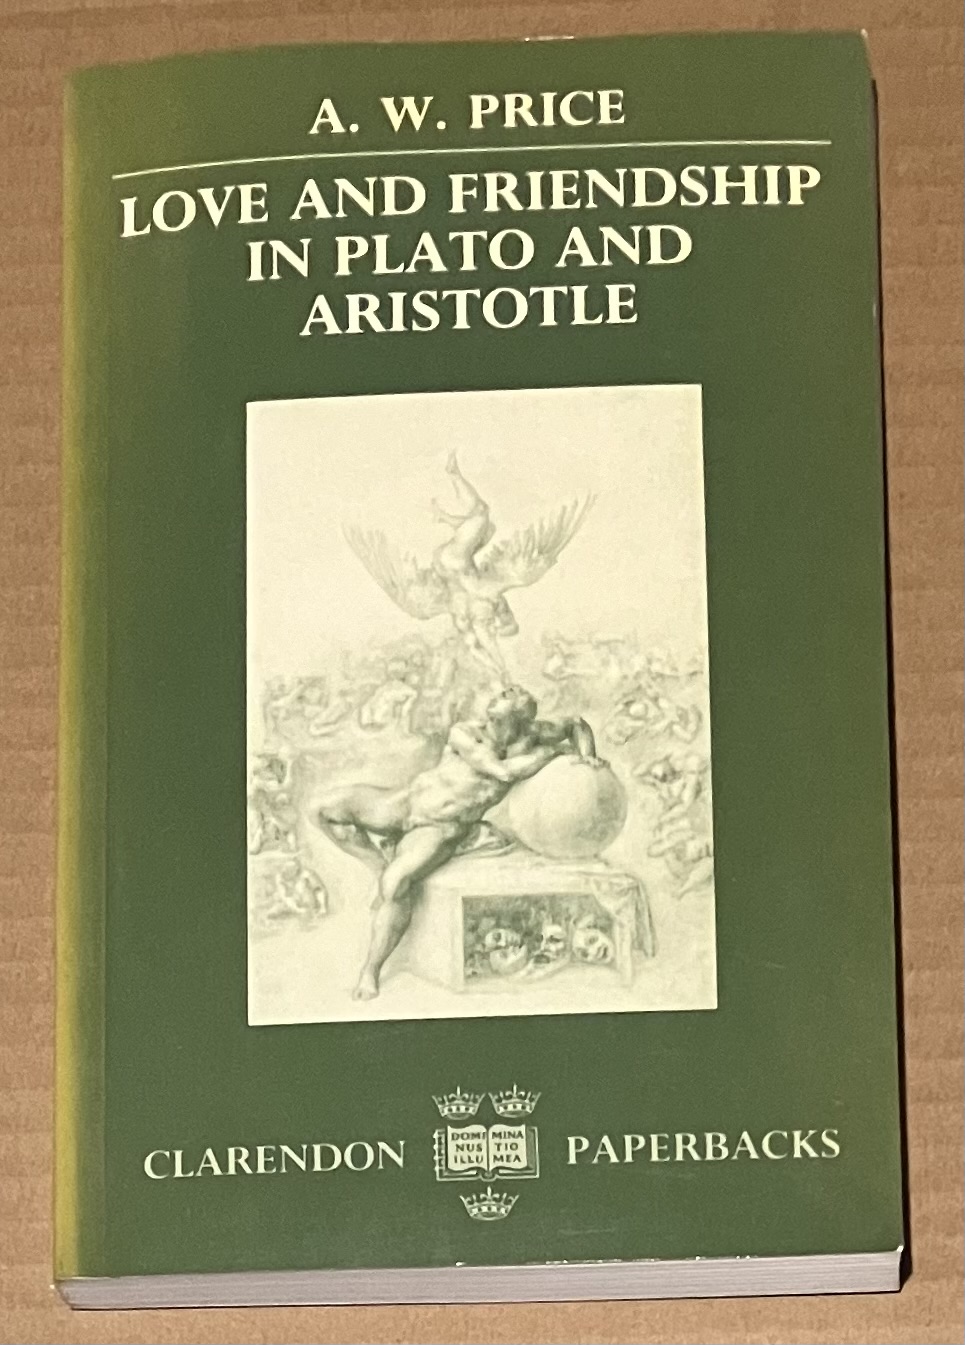 A. W. PRICE
LOVE AND FRIENDSHIP
IN PLATO AND
ARISTOTLE
CLARENDON
DOMI MINA
NUS TIO
ILLU MEA
PAPERBACKS